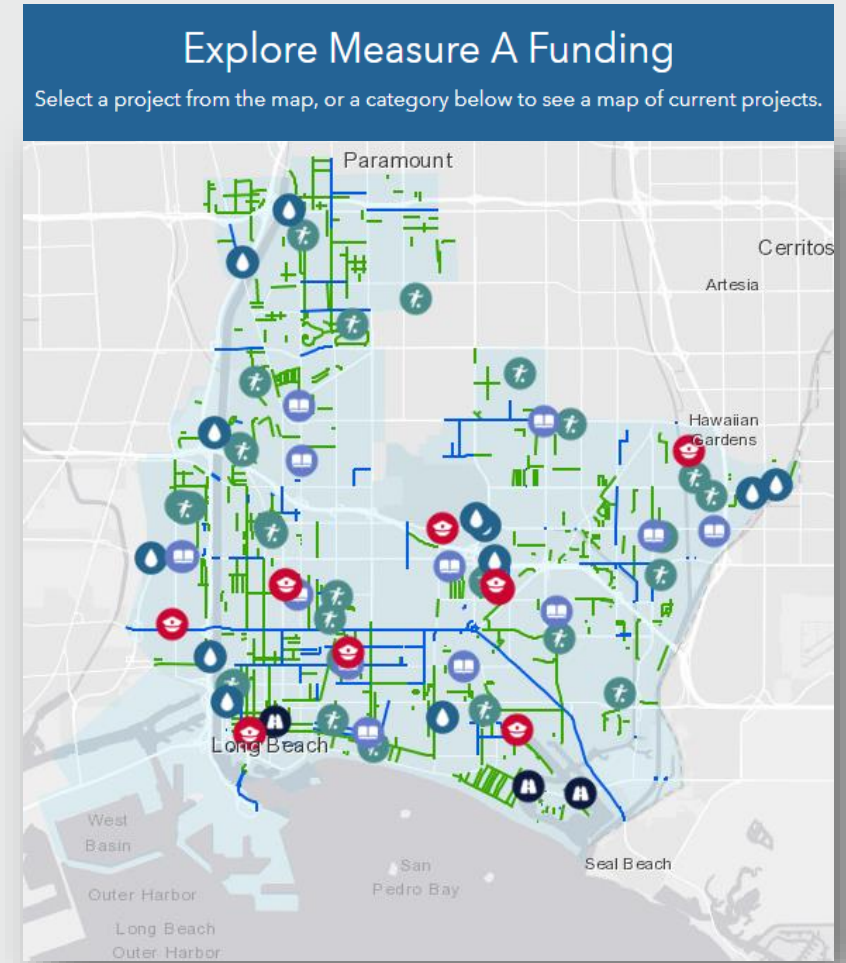 Explore Measure A Funding
Select a project from the map, or a category below to see a map of current projects.
Paramount
Cerritos
Artesia
Hawaiian
Gardens
Long Beach
West
Basin
Seal Beach
San
Pedro Bay
Outer Harbor
Long Beach
Outer Harbor